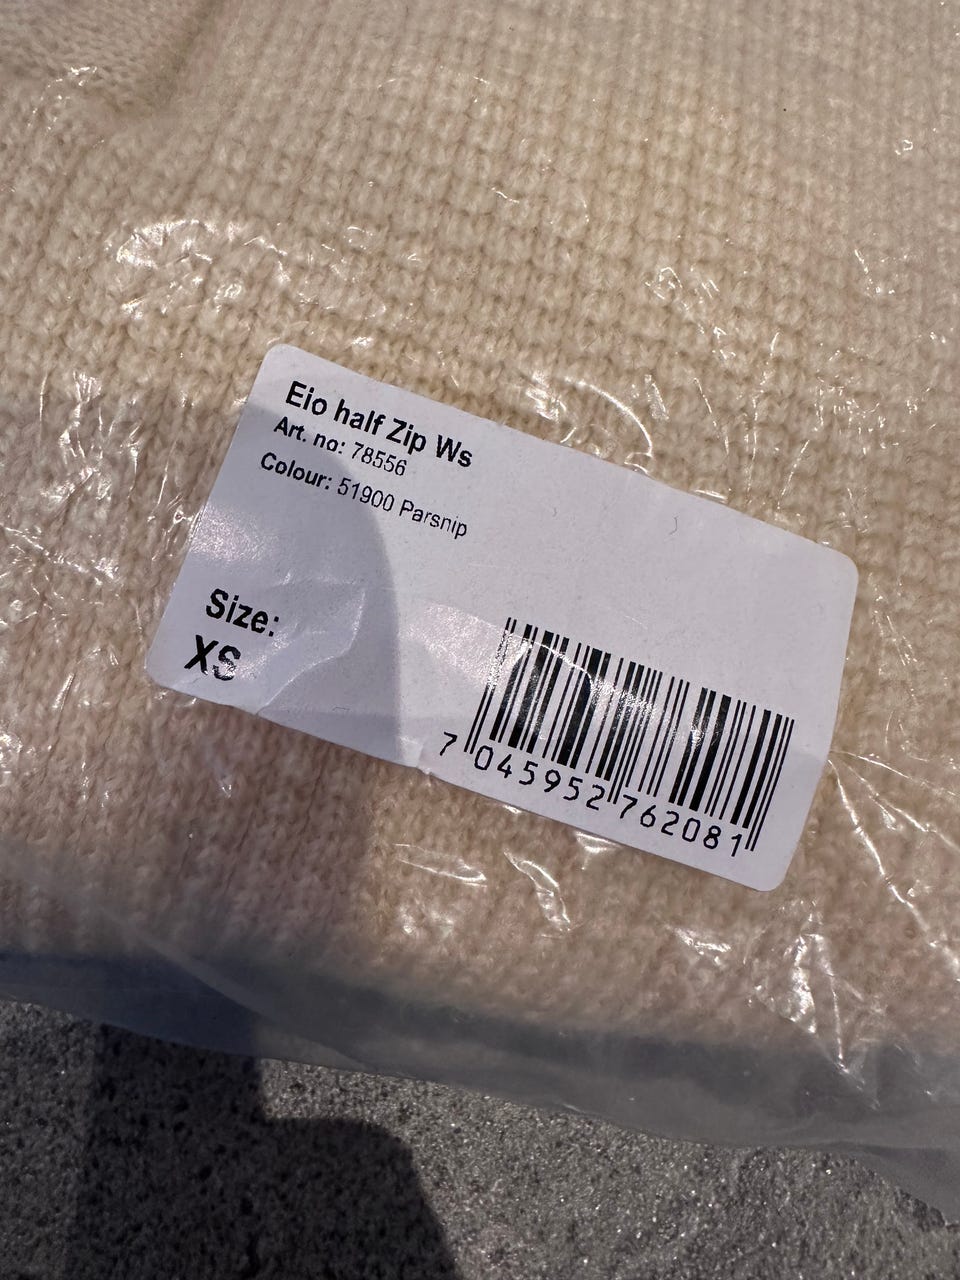 Eio half Zip Ws
Art. no: 78556
Colour: 51900 Parsnip
Size:
XS
7 045952 762081